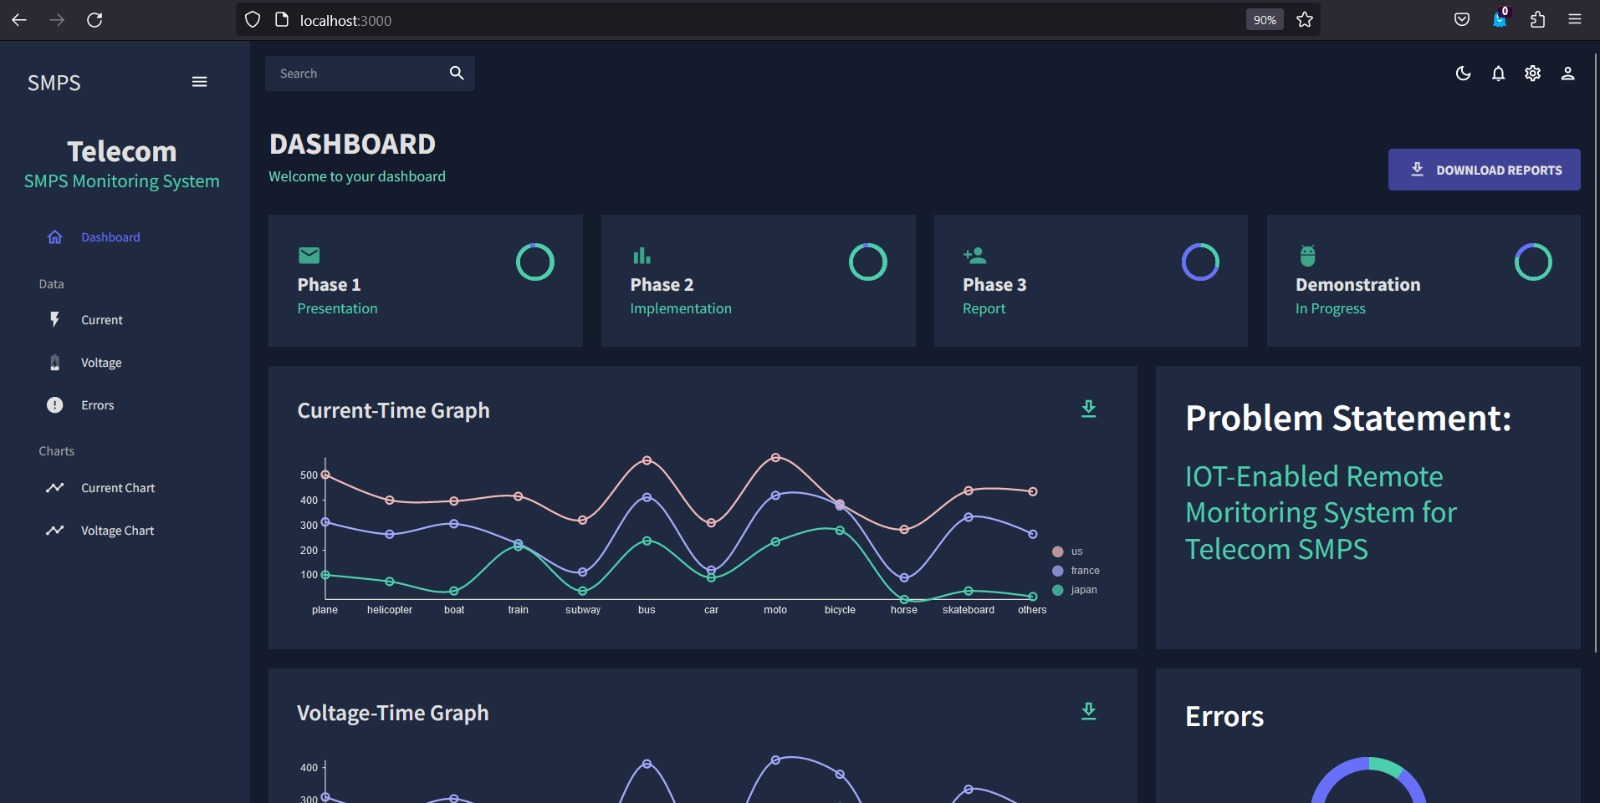 localhost:3000
90%
0
SMPS
Search
Telecom
SMPS Monitoring System
DASHBOARD
Welcome to your dashboard
DOWNLOAD REPORTS
Dashboard
Data
Current
Voltage
Errors
Charts
Current Chart
Voltage Chart
Phase 1
Presentation
Phase 2
Implementation
Phase 3
Report
Demonstration
In Progress
Current-Time Graph
500
400
300
200
100
plane helicopter boat train subway bus car moto bicycle horse skateboard others
us
france
japan
Problem Statement:
IOT-Enabled Remote
Moritoring System for
Telecom SMPS
Voltage-Time Graph
400
300
Errors